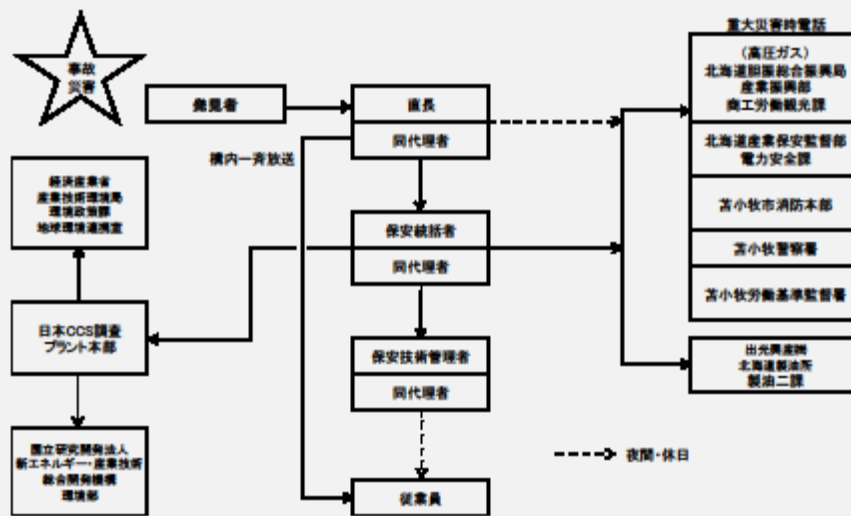 事故
災害
発見者
直長
同代理者
構内一斉放送
保安統括者
同代理者
保安技術管理者
同代理者
従業員
経済産業省
産業技術環境局
環境政策課
地球環境連携室
日本CCS調査
プラント本部
国立研究開発法人
新エネルギー・産業技術
総合開発機構
環境部
重大災害時電話
(高圧ガス)
北海道胆振総合振興局
産業振興部
商工労働観光課
北海道産業保安監督部
電力安全課
苫小牧市消防本部
苫小牧警察署
苫小牧労働基準監督署
出光興産㈱
北海道製油所
製油二課
夜間・休日